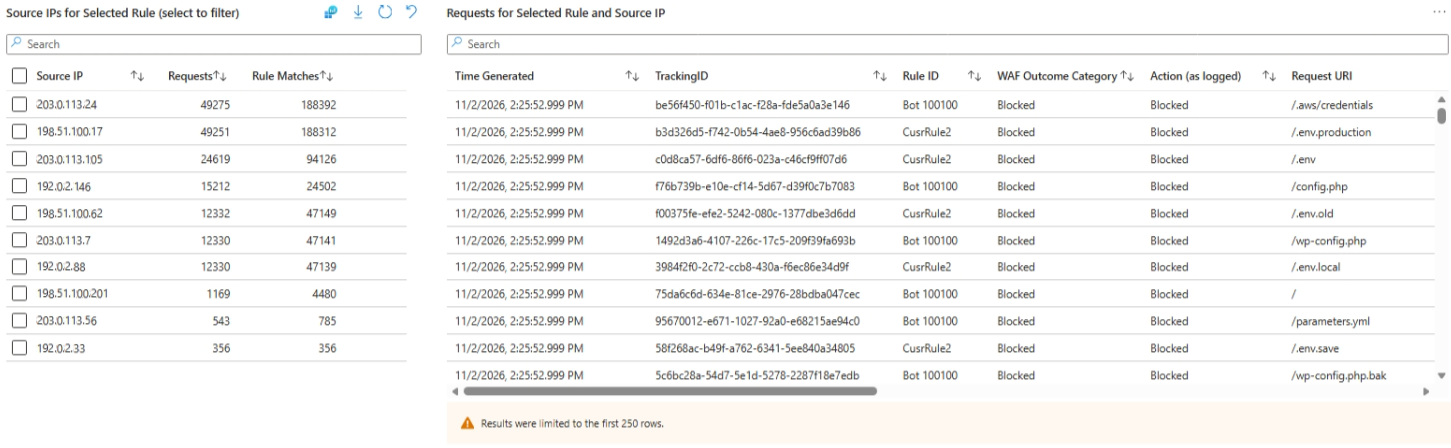 Source IPs for Selected Rule (select to filter)
Search
Source IP Requests Rule Matches
203.0.113.24 49275 188392
198.51.100.17 49251 188312
203.0.113.105 24619 94126
192.0.2.146 15212 24502
198.51.100.62 12332 47149
203.0.113.7 12330 47141
192.0.2.88 12330 47139
198.51.100.201 1169 4480
203.0.113.56 543 785
192.0.2.33 356 356
Requests for Selected Rule and Source IP
Search
Time Generated TrackingID Rule ID WAF Outcome Category Action (as logged) Request URI
11/2/2026, 2:25:52.999 PM be56f450-f01b-c1ac-f28a-fde5a0a3e146 Bot 100100 Blocked Blocked /.aws/credentials
11/2/2026, 2:25:52.999 PM b3d326d5-f742-0b54-4ae8-956c6ad39b86 CusrRule2 Blocked Blocked /.env.production
11/2/2026, 2:25:52.999 PM c0d8ca57-6df6-86f6-023a-c46cf9ff07d6 CusrRule2 Blocked Blocked /.env
11/2/2026, 2:25:52.999 PM f76b739b-e10e-cf14-5d67-d39f0c7b7083 Bot 100100 Blocked Blocked /config.php
11/2/2026, 2:25:52.999 PM f00375fe-efe2-5242-080c-1377dbe3d6dd CusrRule2 Blocked Blocked /.env.old
11/2/2026, 2:25:52.999 PM 1492d3a6-4107-226c-17c5-209f39fa693b Bot 100100 Blocked Blocked /wp-config.php
11/2/2026, 2:25:52.999 PM 3984f2f0-2c72-ccb8-430a-f6ec86e34d9f CusrRule2 Blocked Blocked /.env.local
11/2/2026, 2:25:52.999 PM 75da6c6d-634e-81ce-2976-28bdba047cec Bot 100100 Blocked Blocked /
11/2/2026, 2:25:52.999 PM 95670012-e671-1027-92a0-e68215ae94c0 Bot 100100 Blocked Blocked /parameters.yml
11/2/2026, 2:25:52.999 PM 58f268ac-b49f-a762-6341-5ee840a34805 CusrRule2 Blocked Blocked /.env.save
11/2/2026, 2:25:52.999 PM 5c6bc28a-54d7-5e1d-5278-2287f18e7edb Bot 100100 Blocked Blocked /wp-config.php.bak
Results were limited to the first 250 rows.